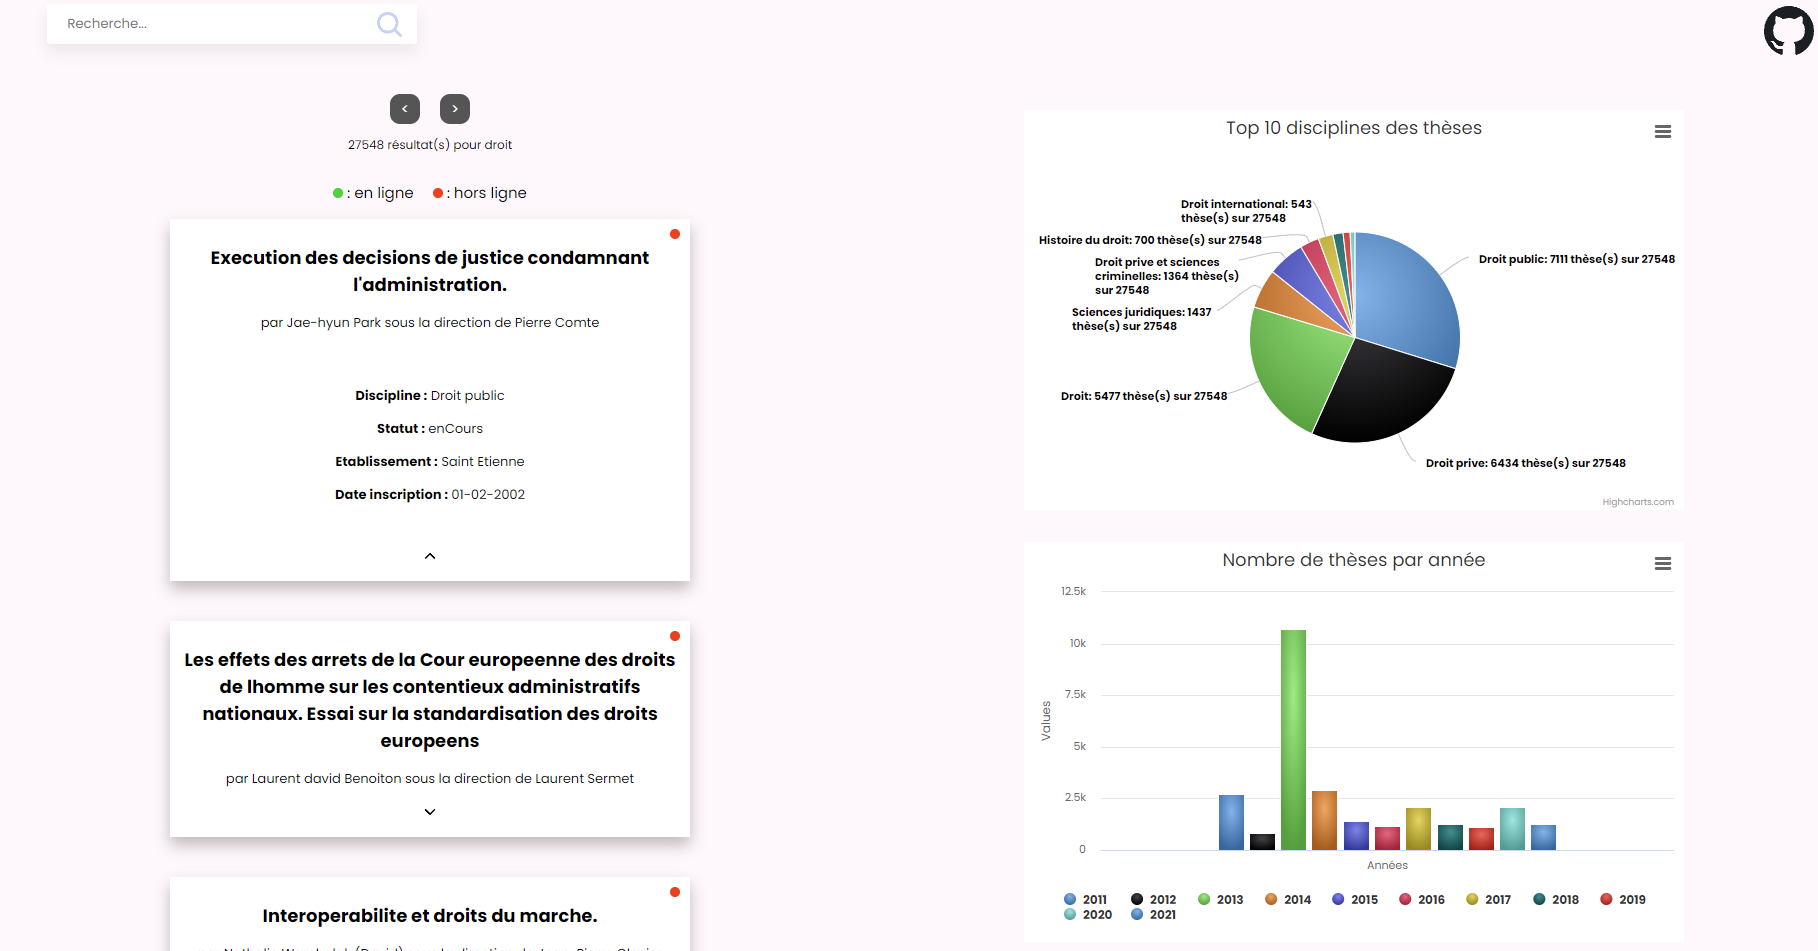 Recherche...
<
>
27548 résultat(s) pour droit
: en ligne
: hors ligne
Execution des decisions de justice condamnant
l'administration.
par Jae-hyun Park sous la direction de Pierre Comte
Discipline : Droit public
Statut : enCours
Etablissement : Saint Etienne
Date inscription : 01-02-2002
Les effets des arrets de la Cour europeenne des droits
de lhomme sur les contentieux administratifs
nationaux. Essai sur la standardisation des droits
europeens
par Laurent david Benoiton sous la direction de Laurent Sermet
Interoperabilite et droits du marche.
Top 10 disciplines des thèses
Droit international: 543
thèse(s) sur 27548
Histoire du droit: 700 thèse(s) sur 27548
Droit prive et sciences
criminelles: 1364 thèse(s)
sur 27548
Sciences juridiques: 1437
thèse(s) sur 27548
Droit: 5477 thèse(s) sur 27548
Droit public: 7111 thèse(s) sur 27548
Droit prive: 6434 thèse(s) sur 27548
Highcharts.com
Nombre de thèses par année
12.5k
10k
7.5k
5k
2.5k
0
Values
Années
2011 2012 2013 2014 2015 2016 2017 2018 2019
2020 2021